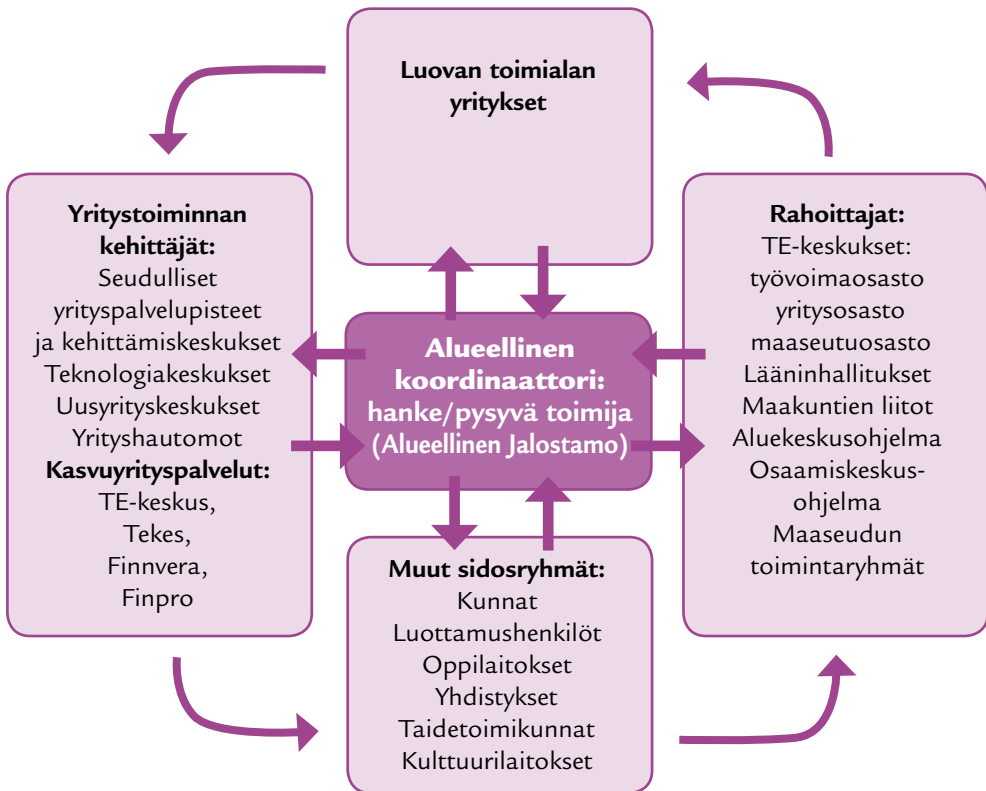 Luovan toimialan
yritykset
Yritystoiminnan
kehittäjät:
Seudulliset
yrityspalvelupisteet
ja kehittämiskeskukset
Teknologiakeskukset
Uusyrityskeskukset
Yrityshautomot
Kasvuyrityspalvelut:
TE-keskus,
Tekes,
Finnvera,
Finpro
Alueellinen
koordinaattori:
hanke/pysyvä toimija
(Alueellinen Jalostamo)
Rahoittajat:
TE-keskukset:
työvoimaosasto
yritysosasto
maaseutuosasto
Lääninhallitukset
Maakuntien liitot
Aluekeskusohjelma
Osaamiskeskus-
ohjelma
Maaseudun
toimintaryhmät
Muut sidosryhmät:
Kunnat
Luottamushenkilöt
Oppilaitokset
Yhdistykset
Taidetoimikunnat
Kulttuurilaitokset